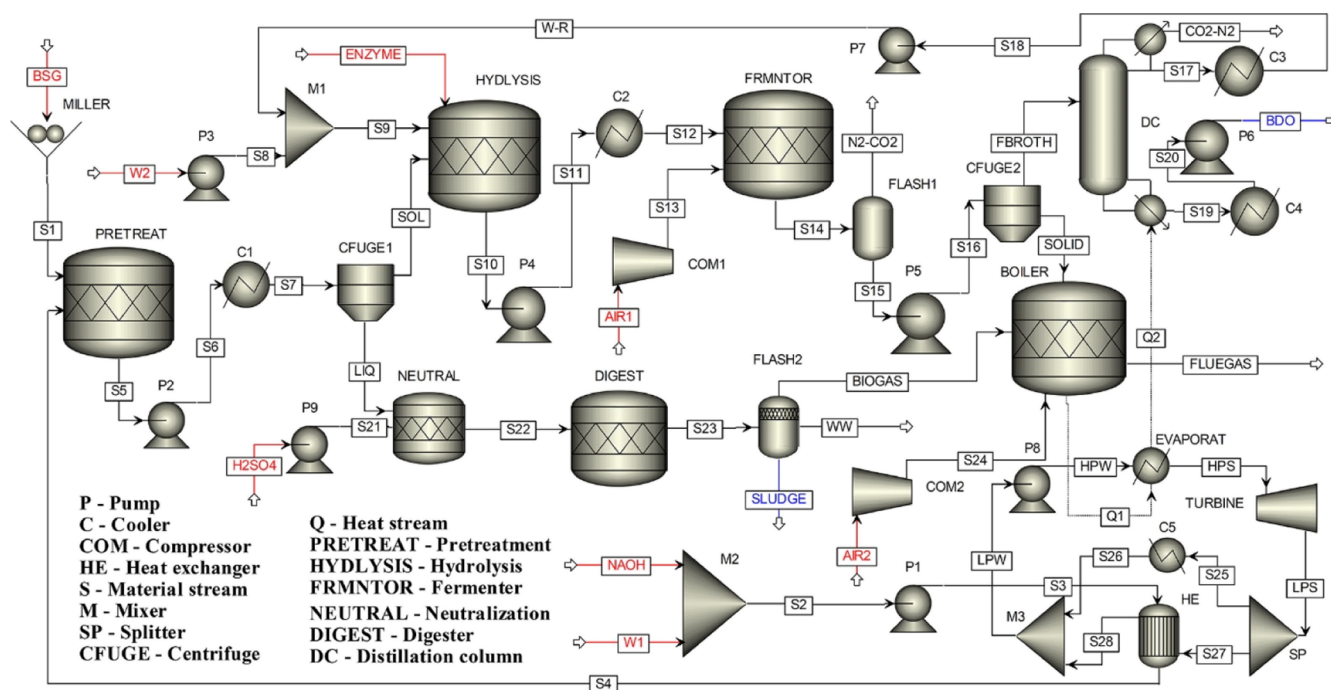 W-R
S18
CO2-N2
ENZYME
P7
BSG
HYDLYSIS
FRMNTOR
S17
C3
MILLER
M1
C2
DC
P6
BDO
P3
S9
S12
N2-CO2
FBROTH
S20
S8
S11
CFUGE2
W2
FLASH1
S13
S19
C4
S1
SOL
S14
S16
SOLID
PRETREAT
C1
CFUGE1
S10
P4
COM1
BOILER
S7
S15
P5
AIR1
Q2
S6
FLASH2
FLUEGAS
LIQ
NEUTRAL
DIGEST
BIOGAS
S5
P2
P9
S21
S22
S23
WW
P8
EVAPORAT
H2SO4
S24
HPW
HPS
COM2
SLUDGE
TURBINE
Q1
C5
AIR2
LPW
S26
S25
LPS
NAOH
M2
P1
S3
HE
S2
M3
S28
W1
S27
SP
S4
P - Pump
C - Cooler
COM - Compressor
HE - Heat exchanger
S - Material stream
M - Mixer
SP - Splitter
CFUGE - Centrifuge
Q - Heat stream
PRETREAT - Pretreatment
HYDLYSIS - Hydrolysis
FRMNTOR - Fermenter
NEUTRAL - Neutralization
DIGEST - Digester
DC - Distillation column